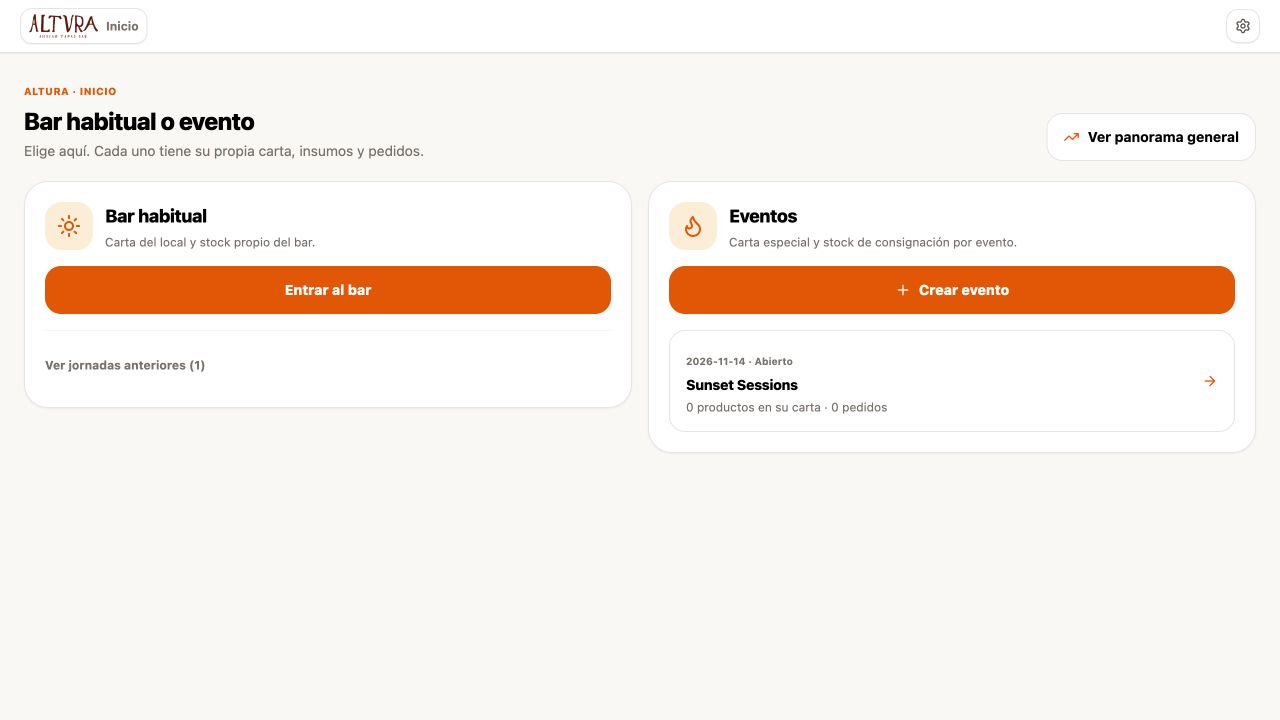 ALTVRA Inicio
ALTURA · INICIO
Bar habitual o evento
Elige aquí. Cada uno tiene su propia carta, insumos y pedidos.
Ver panorama general
Bar habitual
Carta del local y stock propio del bar.
Entrar al bar
Ver jornadas anteriores (1)
Eventos
Carta especial y stock de consignación por evento.
+ Crear evento
2026-11-14 · Abierto
Sunset Sessions
0 productos en su carta · 0 pedidos